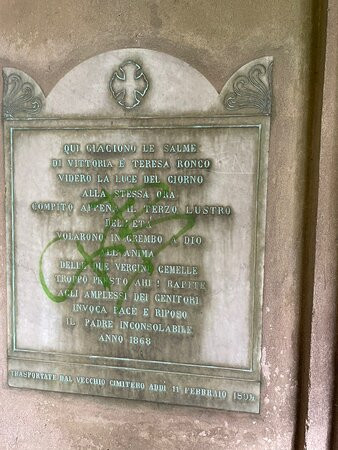 QUI GIACIONO LE SALME
DI VITTORIA E TERESA RONCO
VIDERO LA LUCE DEL GIORNO
ALLA STESSA ORA
COMPITO APPENA IL TERZO LUSTRO
DELL'ETÀ
VOLARONO IN GREMBO A DIO
LE ANIMA
DELLE DUE VERGINI GEMELLE
TROPPO PRESTO AHI! RAPITE
AGLI AMPLESSI DEI GENITORI
INVOCA PACE E RIPOSO
IL PADRE INCONSOLABILE
ANNO 1868
TRASPORTATE DAL VECCHIO CIMITERO ADDI 11 FEBBRAIO